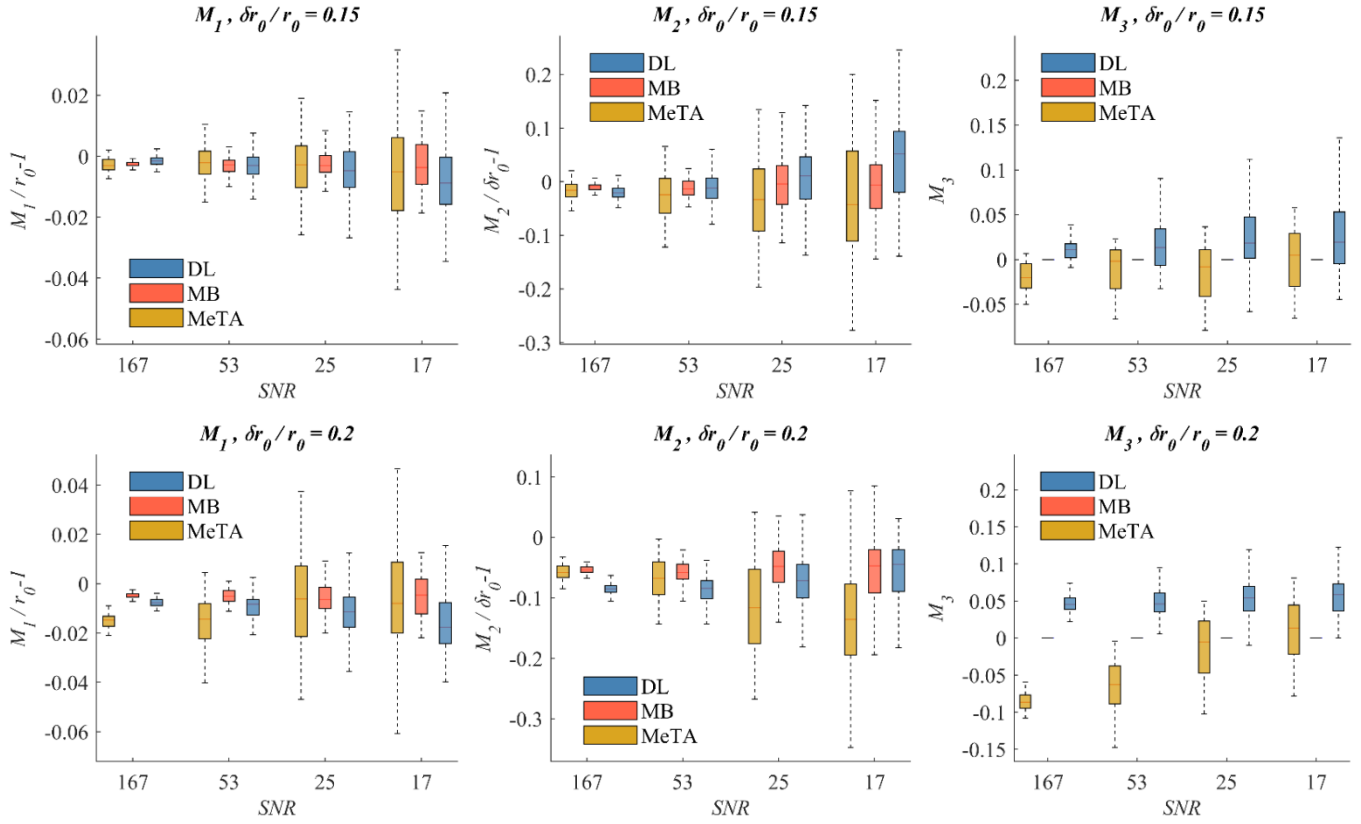 M1 , δr0 / r0 = 0.15
M1 / r0-1
0.02
0
-0.02
-0.04
-0.06
DL
MB
MeTA
167 53 25 17
SNR
M2 , δr0 / r0 = 0.15
M2 / δr0-1
0.2
0.1
0
-0.1
-0.2
-0.3
DL
MB
MeTA
167 53 25 17
SNR
M3 , δr0 / r0 = 0.15
M3
0.2
0.15
0.1
0.05
0
-0.05
DL
MB
MeTA
167 53 25 17
SNR
M1 , δr0 / r0 = 0.2
M1 / r0-1
0.04
0.02
0
-0.02
-0.04
-0.06
DL
MB
MeTA
167 53 25 17
SNR
M2 , δr0 / r0 = 0.2
M2 / δr0-1
0.1
0
-0.1
-0.2
-0.3
DL
MB
MeTA
167 53 25 17
SNR
M3 , δr0 / r0 = 0.2
M3
0.2
0.15
0.1
0.05
0
-0.05
-0.1
-0.15
DL
MB
MeTA
167 53 25 17
SNR